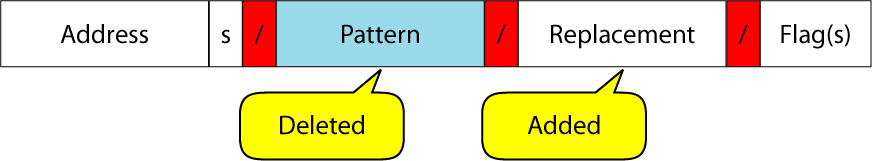 Address s / Pattern / Replacement / Flag(s)
Deleted Added